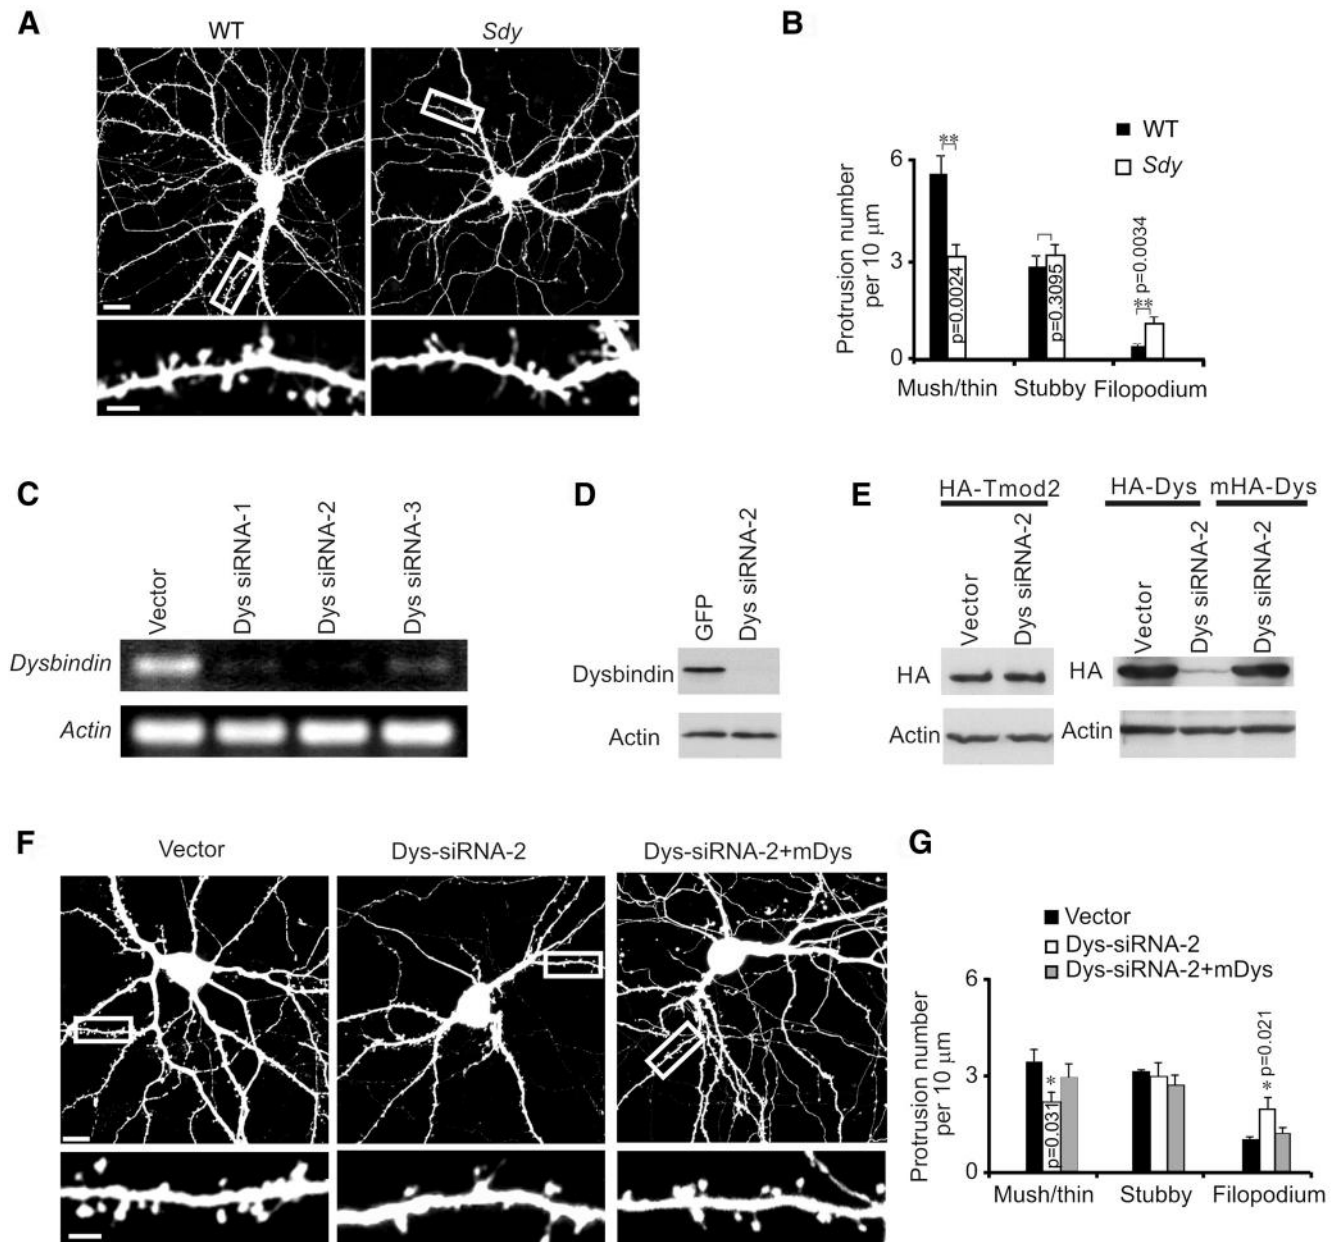 A
WT
Sdy
B
WT
Sdy
Protrusion number
per 10 μm
6
3
0
**
p=0.0024
p=0.3095
**
p=0.0034
Mush/thin
Stubby
Filopodium
C
Vector
Dys siRNA-1
Dys siRNA-2
Dys siRNA-3
Dysbindin
Actin
D
GFP
Dys siRNA-2
Dysbindin
Actin
E
HA-Tmod2
HA-Dys
mHA-Dys
Vector
Dys siRNA-2
Vector
Dys siRNA-2
Dys siRNA-2
HA
HA
Actin
Actin
F
Vector
Dys-siRNA-2
Dys-siRNA-2+mDys
G
Vector
Dys-siRNA-2
Dys-siRNA-2+mDys
Protrusion number
per 10 μm
6
3
0
*
p=0.031
* p=0.021
Mush/thin
Stubby
Filopodium